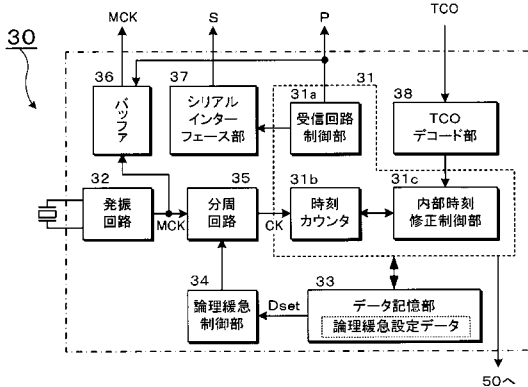 MCK
S
P
TCO
30
36
バッファ
37
シリアル
インター
フェース部
31
31a
受信回路
制御部
38
TCO
デコード部
32
発振
回路
MCK
35
分周
回路
CK
31b
時刻
カウンタ
31c
内部時刻
修正制御部
34
論理緩急
制御部
Dset
33
データ記憶部
論理緩急設定データ
50へ